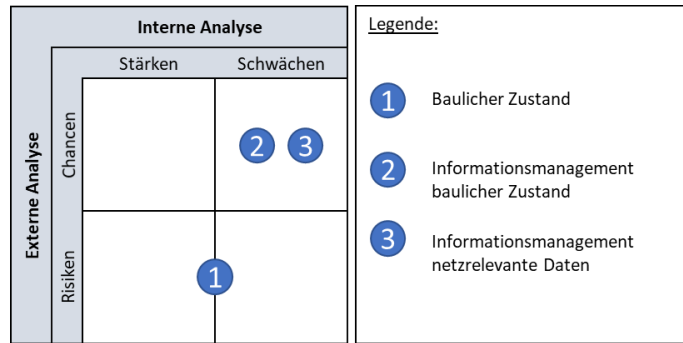 Interne Analyse
Stärken
Schwächen
Externe Analyse
Chancen
Risiken
2
3
1
Legende:
1
Baulicher Zustand
2
Informationsmanagement
baulicher Zustand
3
Informationsmanagement
netzrelevante Daten